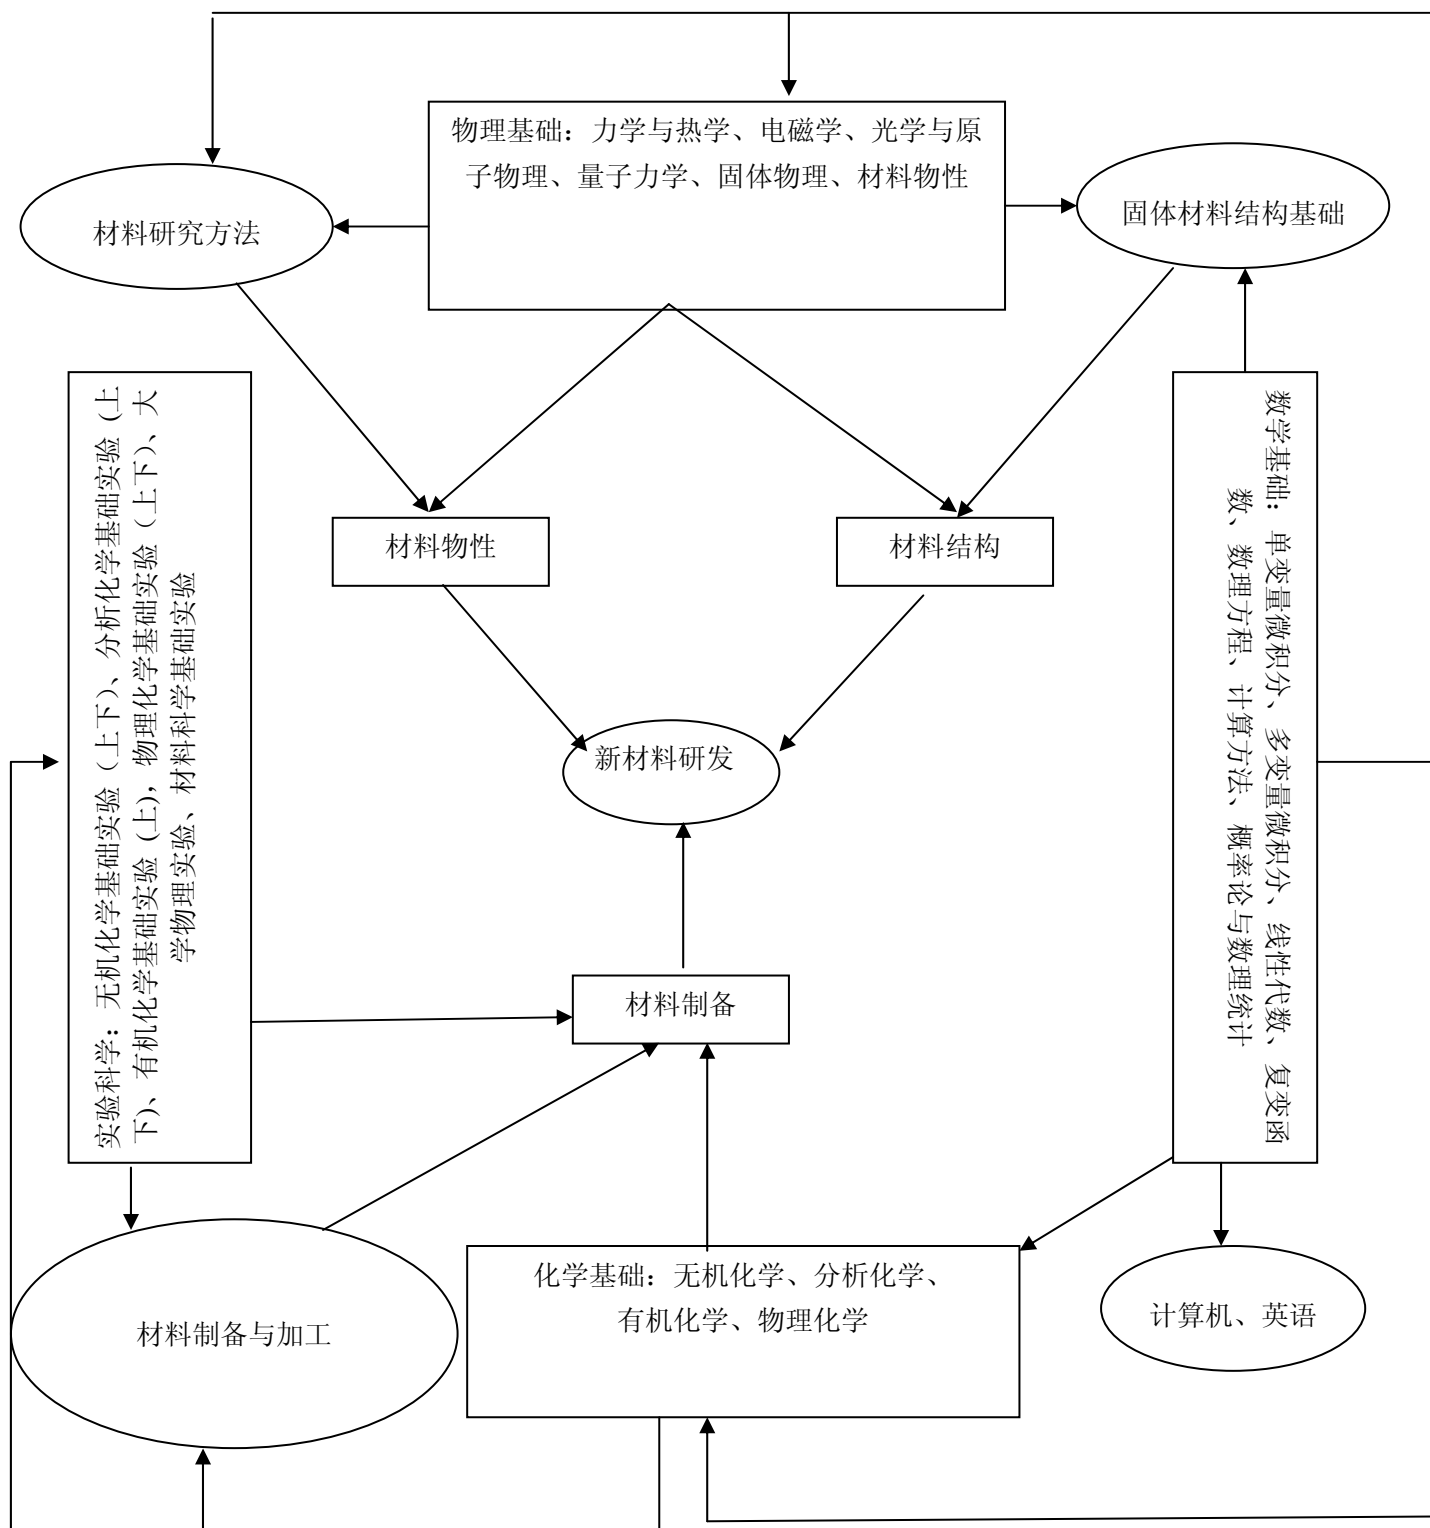 物理基础：力学与热学、电磁学、光学与原
子物理、量子力学、固体物理、材料物性
材料研究方法
固体材料结构基础
实验科学：无机化学基础实验（上下）、分析化学基础实验（上
下）、有机化学基础实验（上），物理化学基础实验（上下）、大
学物理实验、材料科学基础实验
数学基础：单变量微积分、多变量微积分、线性代数、复变函
数、数理方程、计算方法、概率论与数理统计
材料物性
材料结构
新材料研发
材料制备
化学基础：无机化学、分析化学、
有机化学、物理化学
材料制备与加工
计算机、英语